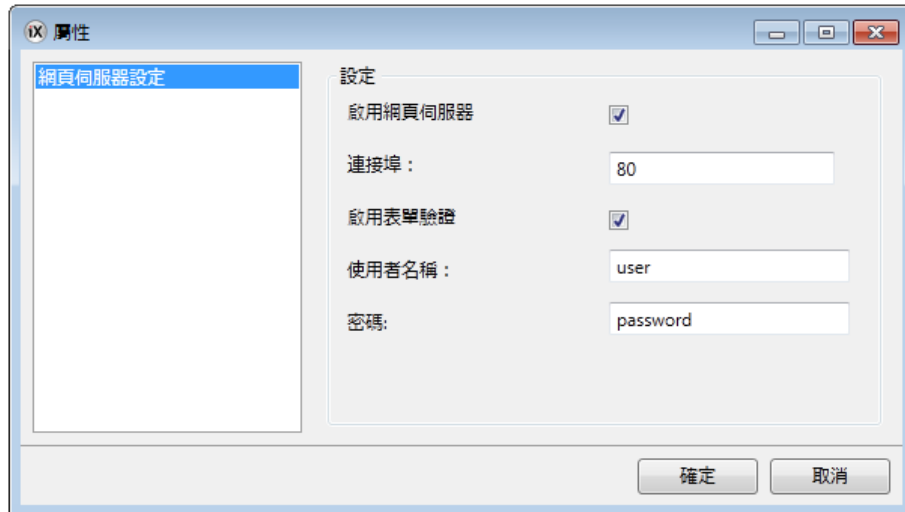 iX 屬性
網頁伺服器設定
設定
啟用網頁伺服器
連接埠： 80
啟用表單驗證
使用者名稱： user
密碼: password
確定 取消